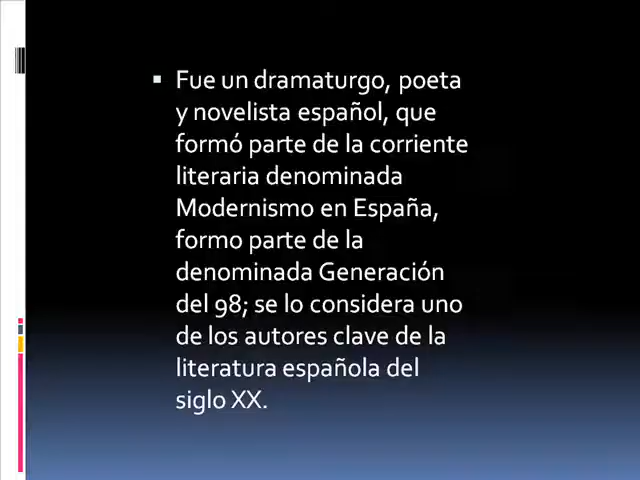 Fue un dramaturgo, poeta
y novelista español, que
formó parte de la corriente
literaria denominada
Modernismo en España,
formo parte de la
denominada Generación
del 98; se lo considera uno
de los autores clave de la
literatura española del
siglo XX.